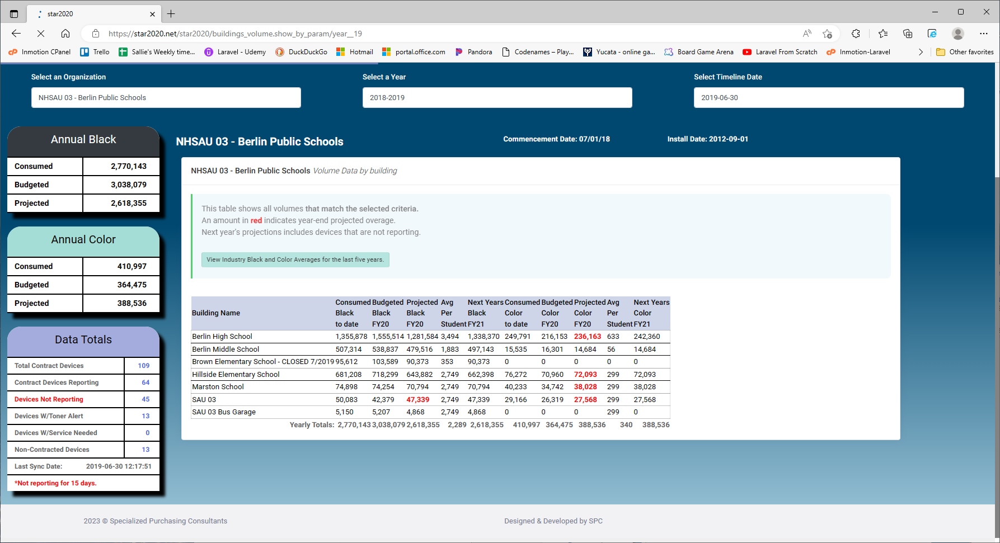 star2020
https://star2020.net/star2020/buildings_volume.show_by_param/year__19
Inmotion CPanel
Trello
Sallie's Weekly time...
Laravel - Udemy
DuckDuckGo
Hotmail
portal.office.com
Pandora
Codenames – Play...
Yucata - online ga...
Board Game Arena
Laravel From Scratch
Inmotion-Laravel
Other favorites
Select an Organization
Select a Year
Select Timeline Date
NHSAU 03 - Berlin Public Schools
2018-2019
2019-06-30
Annual Black
Consumed 2,770,143
Budgeted 3,038,079
Projected 2,618,355
Annual Color
Consumed 410,997
Budgeted 364,475
Projected 388,536
Data Totals
Total Contract Devices 109
Contract Devices Reporting 64
Devices Not Reporting 45
Devices W/Toner Alert 13
Devices W/Service Needed 0
Non-Contracted Devices 13
Last Sync Date: 2019-06-30 12:17:51
*Not reporting for 15 days.
NHSAU 03 - Berlin Public Schools
Commencement Date: 07/01/18
Install Date: 2012-09-01
NHSAU 03 - Berlin Public Schools Volume Data by building
This table shows all volumes that match the selected criteria.
An amount in red indicates year-end projected overage.
Next year's projections includes devices that are not reporting.
View Industry Black and Color Averages for the last five years.
Consumed Budgeted Projected Avg Next Years Consumed Budgeted Projected Avg Next Years
Building Name Black Black Black Per Black Color Color Color Per Color
to date FY20 FY20 Student FY21 to date FY20 FY20 Student FY21
Berlin High School 1,355,878 1,555,514 1,281,584 3,494 1,338,370 249,791 216,153 236,163 633 242,360
Berlin Middle School 507,314 538,837 479,516 1,883 497,143 15,535 16,301 14,684 56 14,684
Brown Elementary School - CLOSED 7/2019 95,612 103,589 90,373 353 90,373 0 0 0 0 0
Hillside Elementary School 681,208 718,299 643,882 2,749 662,398 76,272 70,960 72,093 299 72,093
Marston School 74,898 74,254 70,794 2,749 70,794 40,233 34,742 38,028 299 38,028
SAU 03 50,083 42,379 47,339 2,749 47,339 29,166 26,319 27,568 299 27,568
SAU 03 Bus Garage 5,150 5,207 4,868 2,749 4,868 0 0 0 299 0
Yearly Totals: 2,770,143 3,038,079 2,618,355 2,289 2,618,355 410,997 364,475 388,536 340 388,536
2023 © Specialized Purchasing Consultants
Designed & Developed by SPC